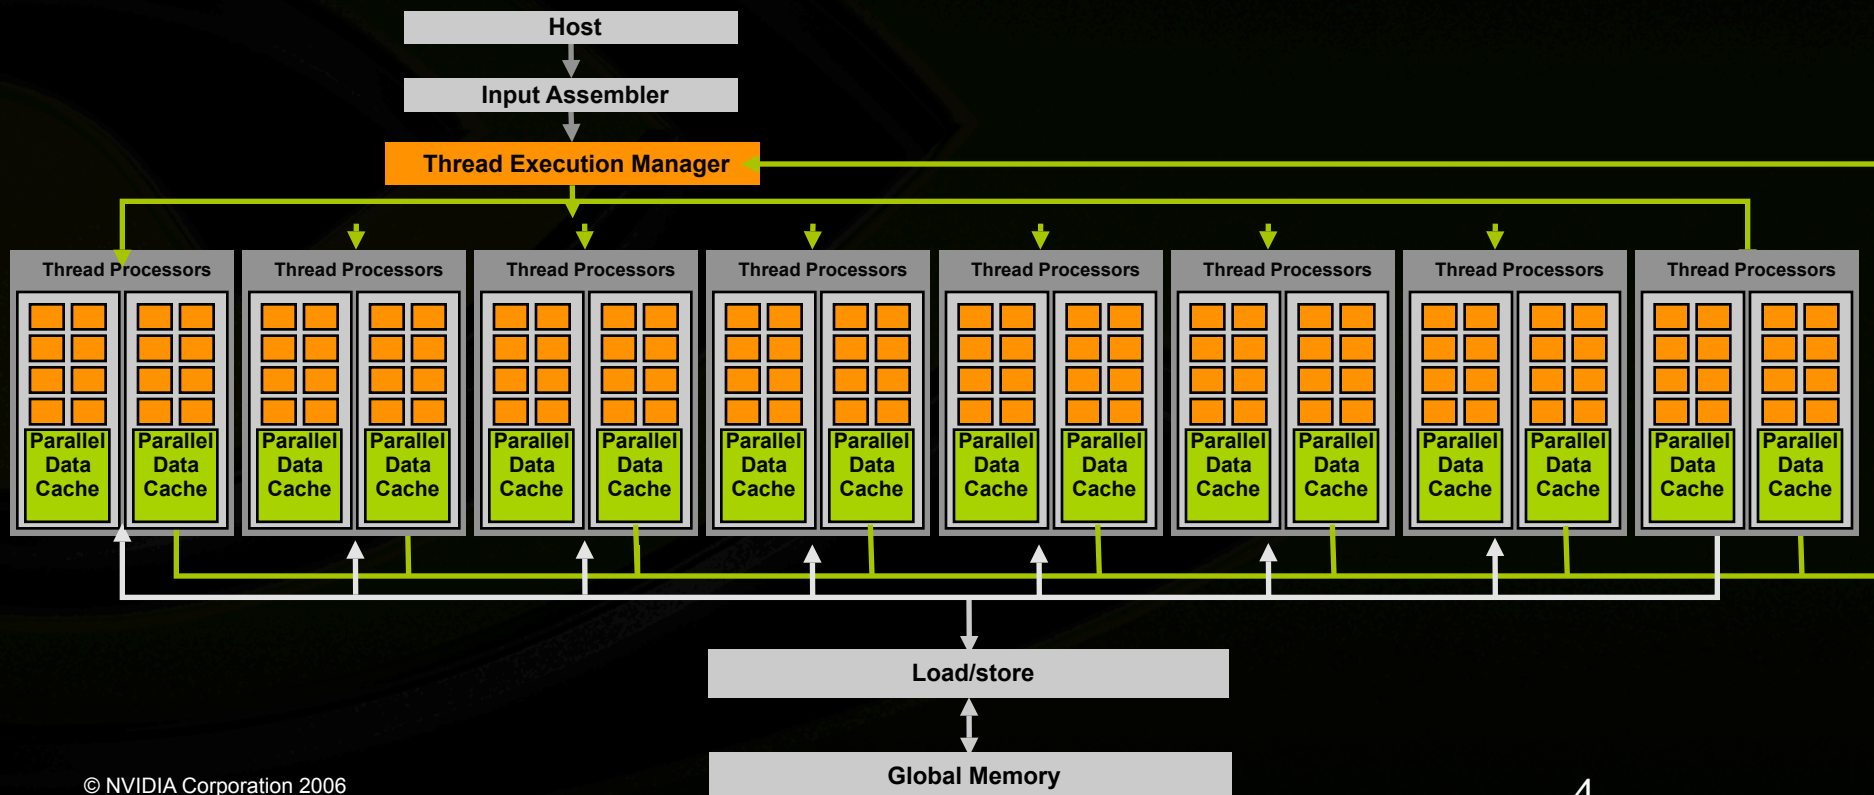 Host
Input Assembler
Thread Execution Manager
Thread Processors
Thread Processors
Thread Processors
Thread Processors
Thread Processors
Thread Processors
Thread Processors
Thread Processors
Parallel
Data
Cache
Parallel
Data
Cache
Parallel
Data
Cache
Parallel
Data
Cache
Parallel
Data
Cache
Parallel
Data
Cache
Parallel
Data
Cache
Parallel
Data
Cache
Parallel
Data
Cache
Parallel
Data
Cache
Parallel
Data
Cache
Parallel
Data
Cache
Parallel
Data
Cache
Parallel
Data
Cache
Parallel
Data
Cache
Parallel
Data
Cache
Load/store
Global Memory
© NVIDIA Corporation 2006
4